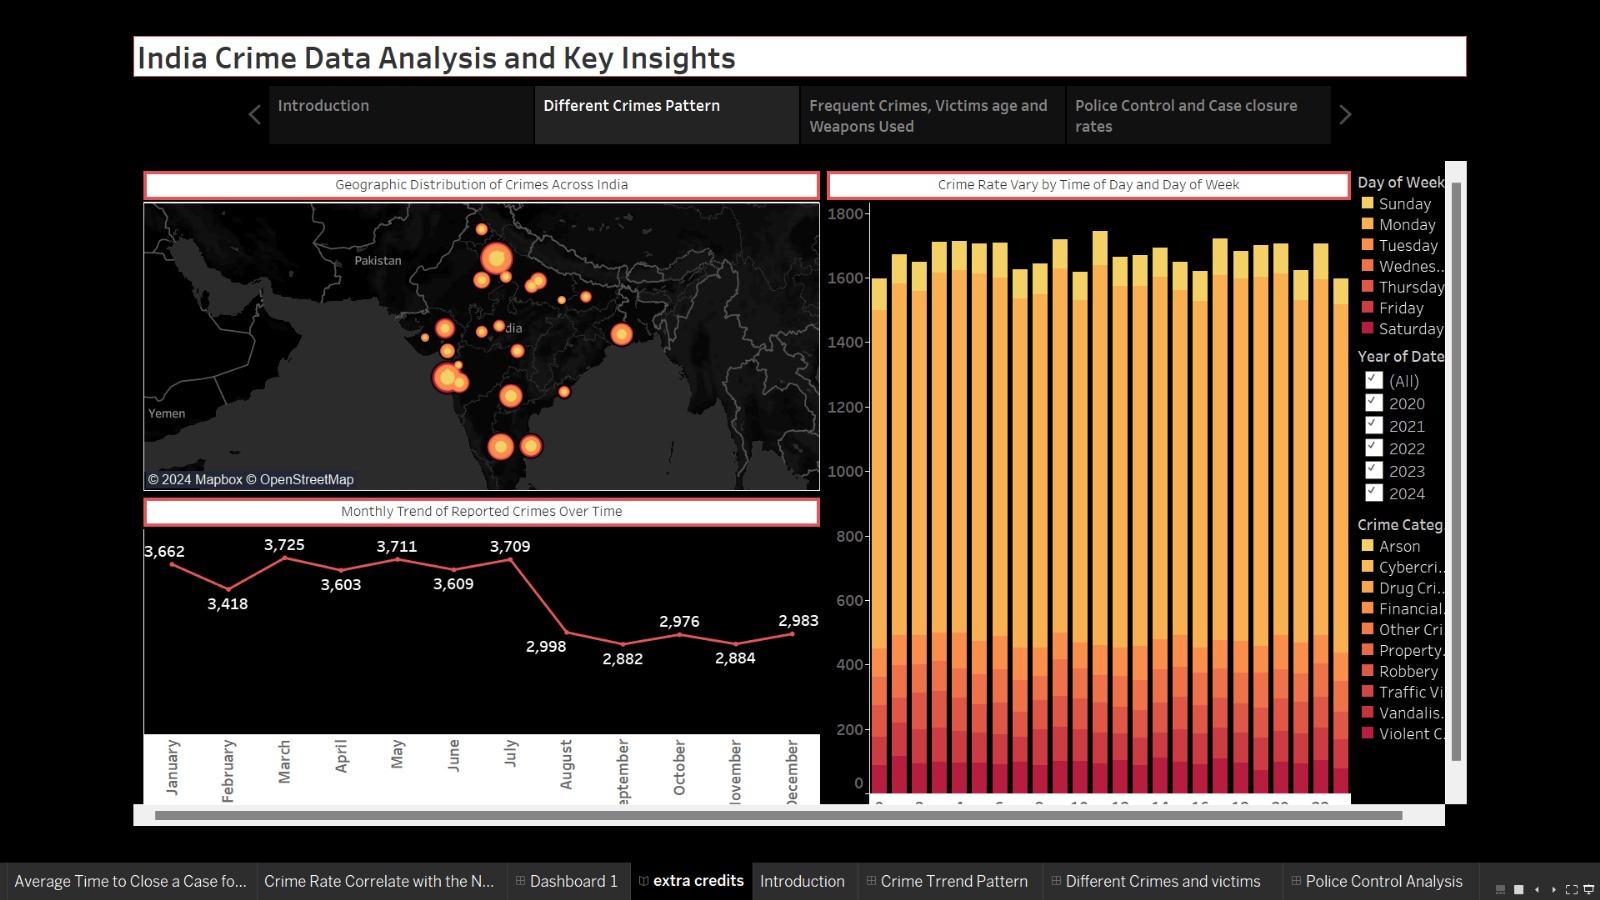 India Crime Data Analysis and Key Insights
Introduction
Different Crimes Pattern
Frequent Crimes, Victims age and
Weapons Used
Police Control and Case closure
rates
Geographic Distribution of Crimes Across India
Pakistan
dia
Yemen
© 2024 Mapbox © OpenStreetMap
Monthly Trend of Reported Crimes Over Time
3,662
3,418
3,725
3,603
3,711
3,609
3,709
2,998
2,882
2,976
2,884
2,983
January
February
March
April
May
June
July
August
eptember
October
lovember
December
Crime Rate Vary by Time of Day and Day of Week
1800
1600
1400
1200
1000
800
600
400
200
0
Day of Week
Sunday
Monday
Tuesday
Wednes..
Thursday
Friday
Saturday
Year of Date
(All)
2020
2021
2022
2023
2024
Crime Categ.
Arson
Cybercri..
Drug Cri..
Financial.
Other Cri
Property.
Robbery
Traffic Vi
Vandalis.
Violent C.
Average Time to Close a Case fo...
Crime Rate Correlate with the N...
Dashboard 1
extra credits
Introduction
Crime Trrend Pattern
Different Crimes and victims
Police Control Analysis